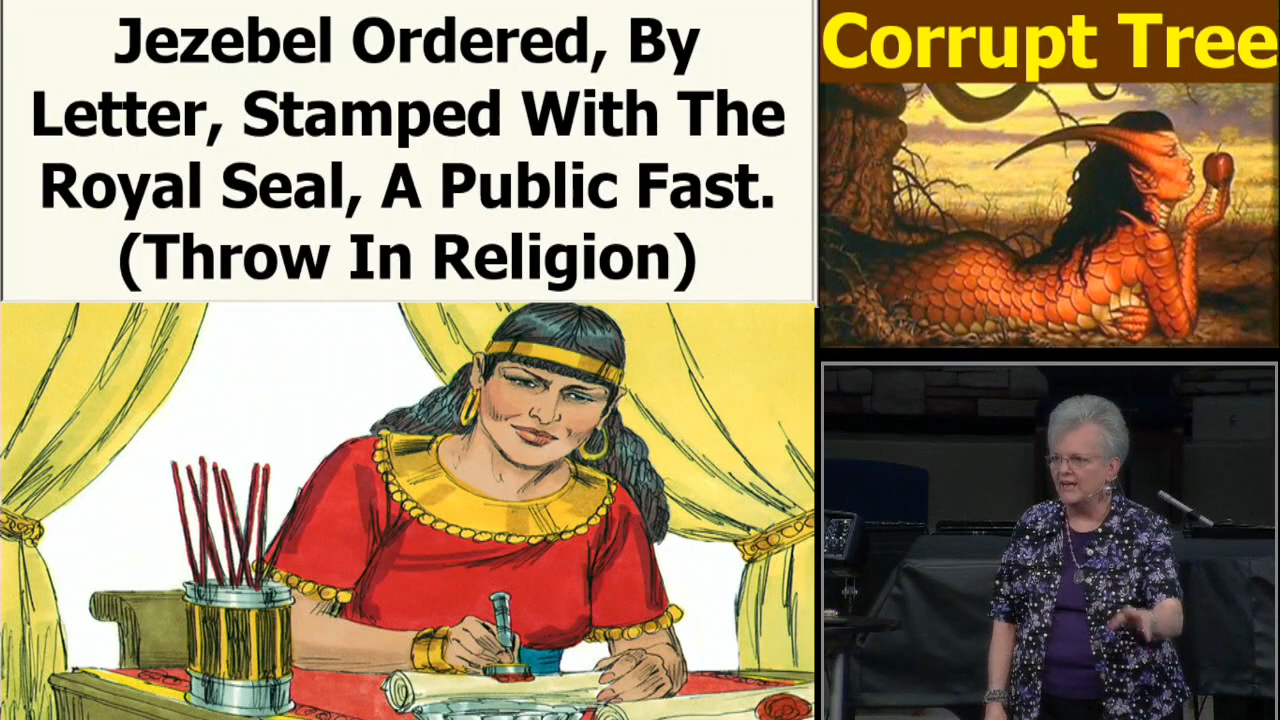 Jezebel Ordered, By
Letter, Stamped With The
Royal Seal, A Public Fast.
(Throw In Religion)
Corrupt Tree